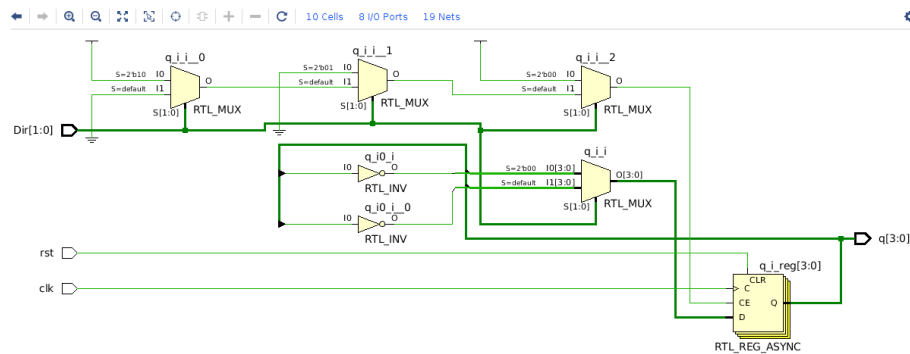 10 Cells 8 I/O Ports 19 Nets
q_i_i__0
S=2'b10 I0
S=default I1
O
S[1:0]
RTL_MUX
q_i_i__1
S=2'b01 I0
S=default I1
O
S[1:0]
RTL_MUX
q_i_i__2
S=2'b00 I0
S=default I1
O
S[1:0]
RTL_MUX
Dir[1:0]
q_i0_i
I0 O
RTL_INV
q_i0_i__0
I0 O
RTL_INV
q_i_i
S=2'b00 I0[3:0]
S=default I1[3:0]
O[3:0]
S[1:0]
RTL_MUX
q[3:0]
rst
clk
q_i_reg[3:0]
CLR
C
CE Q
D
RTL_REG_ASYNC